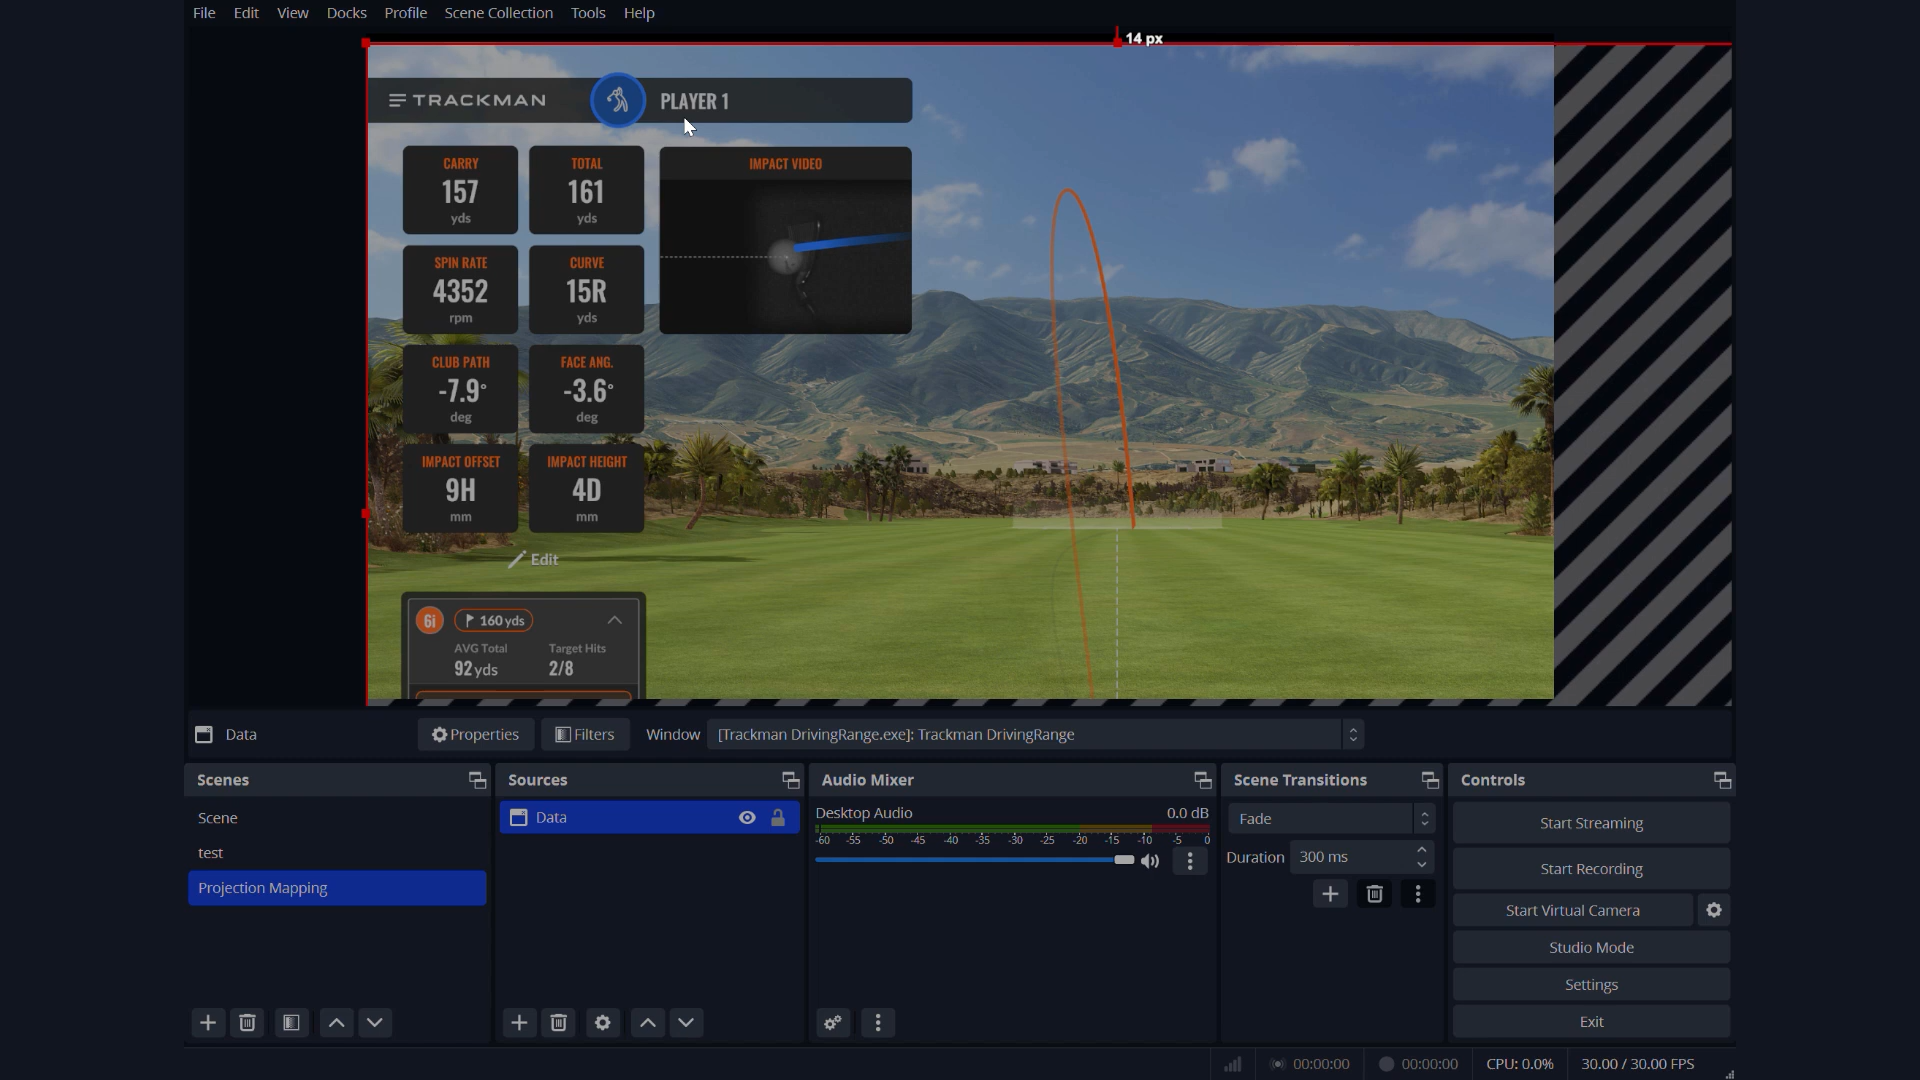 File Edit View Docks Profile Scene Collection Tools Help
14 px
TRACKMAN PLAYER 1
CARRY
157
yds
TOTAL
161
yds
IMPACT VIDEO
SPIN RATE
4352
rpm
CURVE
15R
yds
CLUB PATH
-7.9°
deg
FACE ANG.
-3.6°
deg
IMPACT OFFSET
9H
mm
IMPACT HEIGHT
4D
mm
Edit
6i 160 yds
AVG Total
92 yds
Target Hits
2/8
Data Properties Filters Window [Trackman DrivingRange.exe]: Trackman DrivingRange
Scenes
Scene
test
Projection Mapping
Sources
Data
Audio Mixer
Desktop Audio 0.0 dB
-60 -55 -50 -45 -40 -35 -30 -25 -20 -15 -10 -5 0
Scene Transitions
Fade
Duration 300 ms
Controls
Start Streaming
Start Recording
Start Virtual Camera
Studio Mode
Settings
Exit
00:00:00 00:00:00 CPU: 0.0% 30.00 / 30.00 FPS